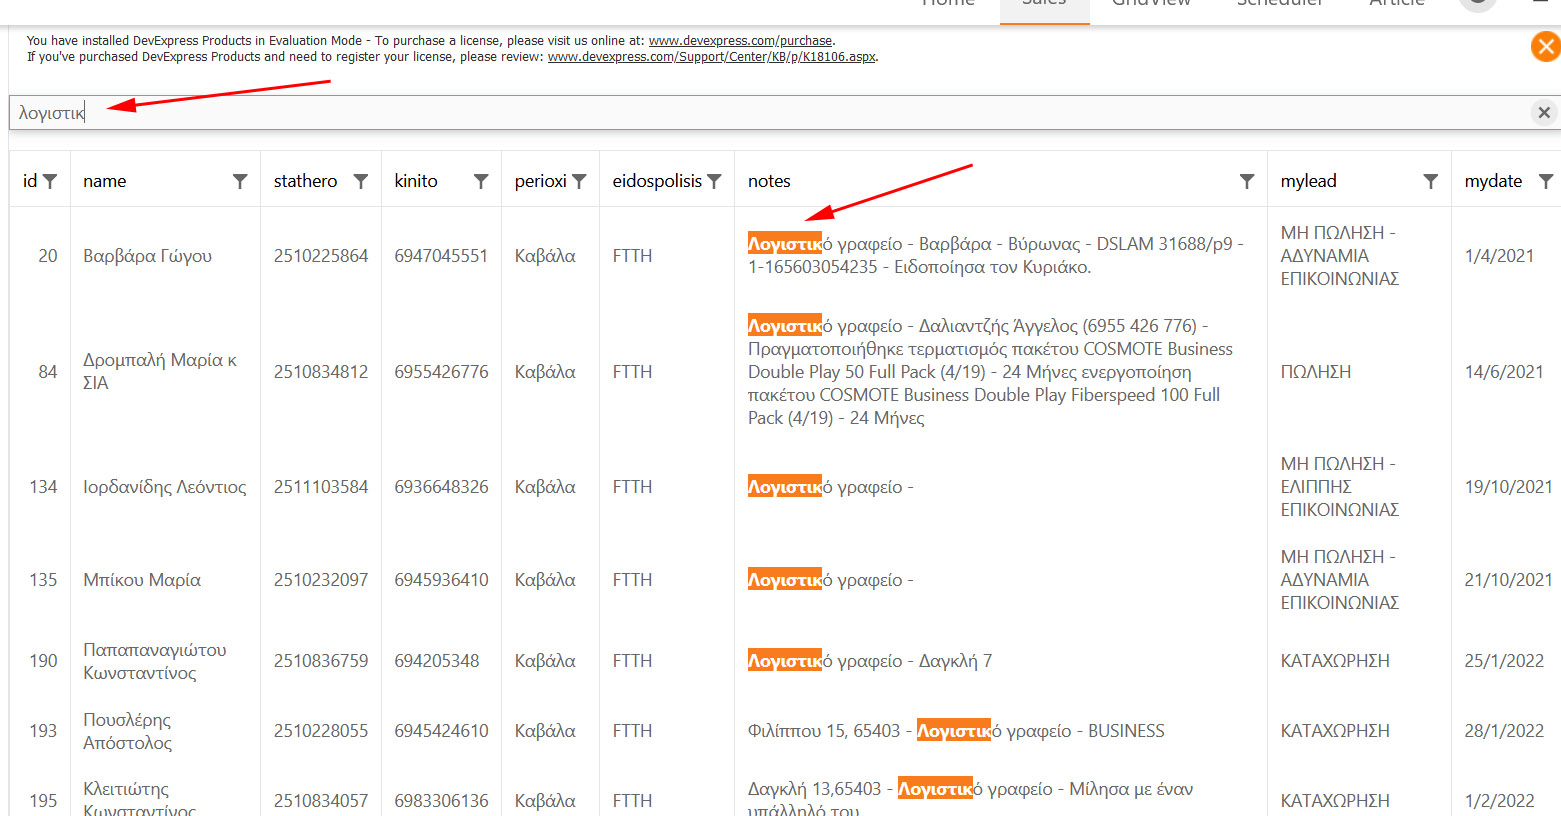 Home Sales GridView Scheduler Article
You have installed DevExpress Products in Evaluation Mode - To purchase a license, please visit us online at: www.devexpress.com/purchase.
If you've purchased DevExpress Products and need to register your license, please review: www.devexpress.com/Support/Center/KB/p/K18106.aspx.
λογιστικ
id name stathero kinito perioxi eidospolisis notes mylead mydate
20 Βαρβάρα Γώγου 2510225864 6947045551 Καβάλα FTTH
Λογιστικό γραφείο - Βαρβάρα - Βύρωνας - DSLAM 31688/p9 -
1-165603054235 - Ειδοποίησα τον Κυριάκο.
ΜΗ ΠΩΛΗΣΗ -
ΑΔΥΝΑΜΙΑ
ΕΠΙΚΟΙΝΩΝΙΑΣ
1/4/2021
84
Δρομπαλή Μαρία κ
ΣΙΑ
2510834812 6955426776 Καβάλα FTTH
Λογιστικό γραφείο - Δαλιαντζής Άγγελος (6955 426 776) -
Πραγματοποιήθηκε τερματισμός πακέτου COSMOTE Business
Double Play 50 Full Pack (4/19) - 24 Μήνες ενεργοποίηση
πακέτου COSMOTE Business Double Play Fiberspeed 100 Full
Pack (4/19) - 24 Μήνες
ΠΩΛΗΣΗ 14/6/2021
134 Ιορδανίδης Λεόντιος 2511103584 6936648326 Καβάλα FTTH Λογιστικό γραφείο -
ΜΗ ΠΩΛΗΣΗ -
ΕΛΙΠΠΗΣ
ΕΠΙΚΟΙΝΩΝΙΑΣ
19/10/2021
135 Μπίκου Μαρία 2510232097 6945936410 Καβάλα FTTH Λογιστικό γραφείο -
ΜΗ ΠΩΛΗΣΗ -
ΑΔΥΝΑΜΙΑ
ΕΠΙΚΟΙΝΩΝΙΑΣ
21/10/2021
190
Παπαπαναγιώτου
Κωνσταντίνος
2510836759 694205348 Καβάλα FTTH Λογιστικό γραφείο - Δαγκλή 7 ΚΑΤΑΧΩΡΗΣΗ 25/1/2022
193
Πουσλέρης
Απόστολος
2510228055 6945424610 Καβάλα FTTH Φιλίππου 15, 65403 - Λογιστικό γραφείο - BUSINESS ΚΑΤΑΧΩΡΗΣΗ 28/1/2022
195
Κλειτιώτης
Κωνσταντίνος
2510834057 6983306136 Καβάλα FTTH
Δαγκλή 13,65403 - Λογιστικό γραφείο - Μίλησα με έναν
υπάλληλό του
ΚΑΤΑΧΩΡΗΣΗ 1/2/2022